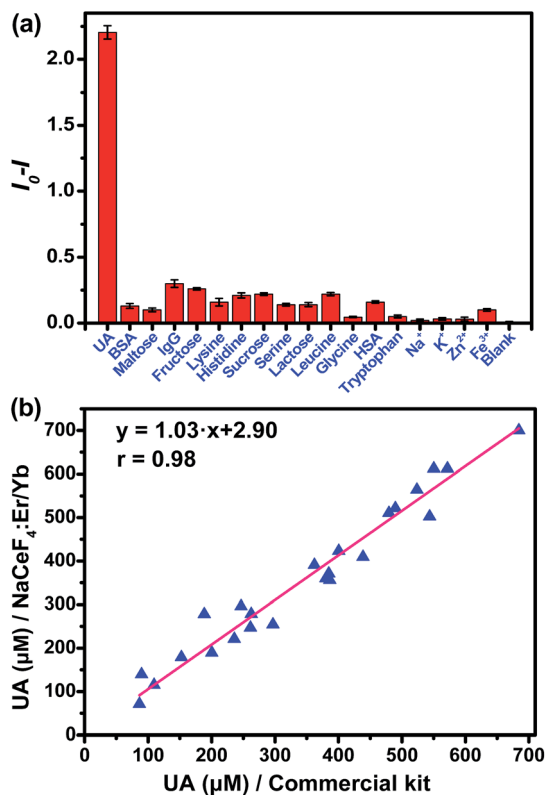 (a)
2.0
1.5
1.0
0.5
0.0
I₀-I
UA
BSA
Maltose
IgG
Fructose
Lysine
Histidine
Sucrose
Serine
Lactose
Leucine
Glycine
HSA
Tryptophan
Na⁺
K⁺
Zn²⁺
Fe³⁺
Blank
(b)
y = 1.03·x+2.90
r = 0.98
700
600
500
400
300
200
100
0
UA (μM) / NaCeF₄:Er/Yb
0 100 200 300 400 500 600 700
UA (μM) / Commercial kit